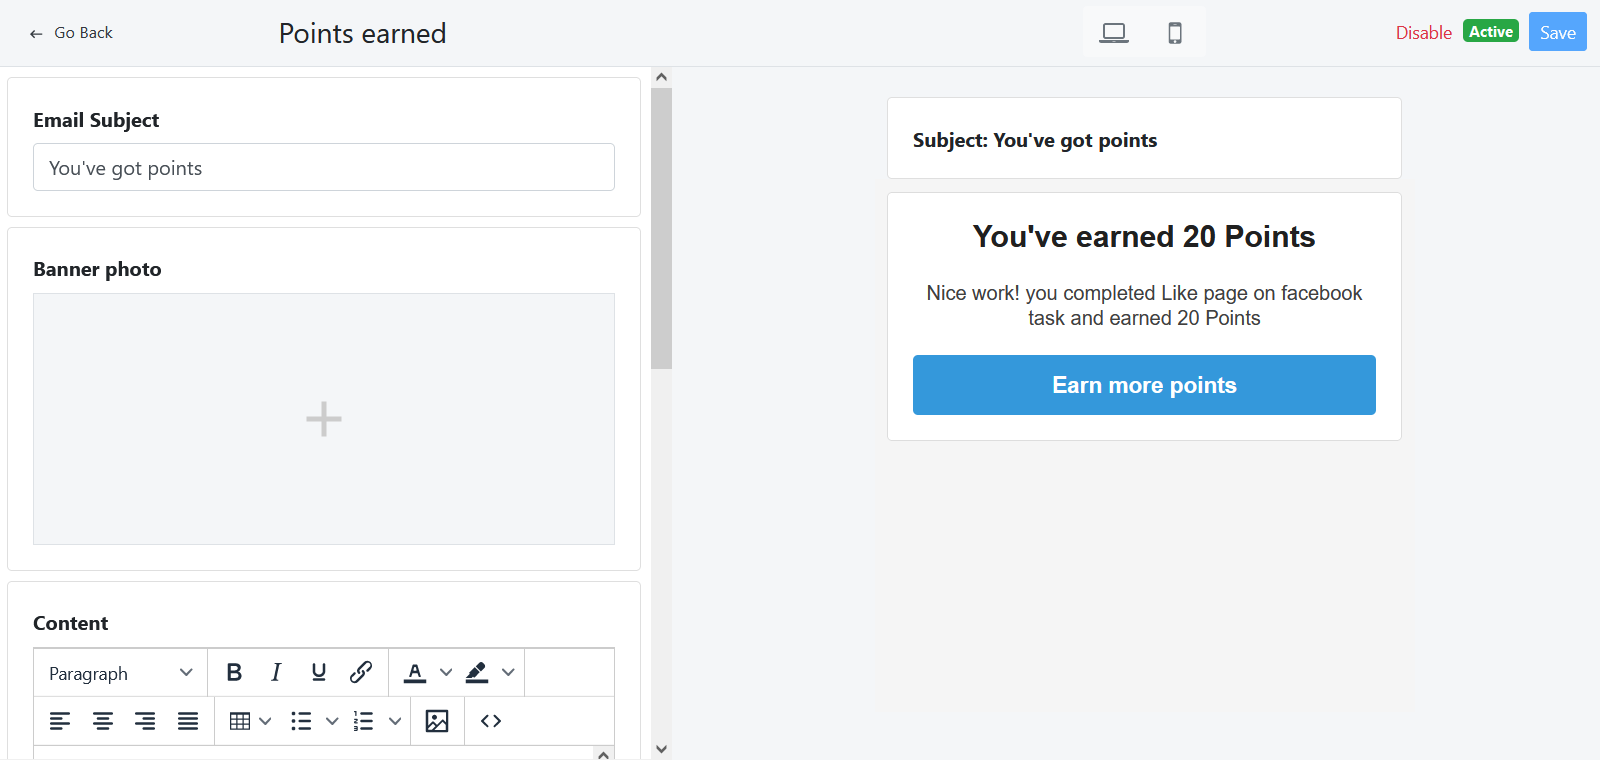 Go Back
Points earned
Disable
Active
Save
Email Subject
You've got points
Banner photo
Content
Paragraph
B I U A
Subject: You've got points
You've earned 20 Points
Nice work! you completed Like page on facebook
task and earned 20 Points
Earn more points